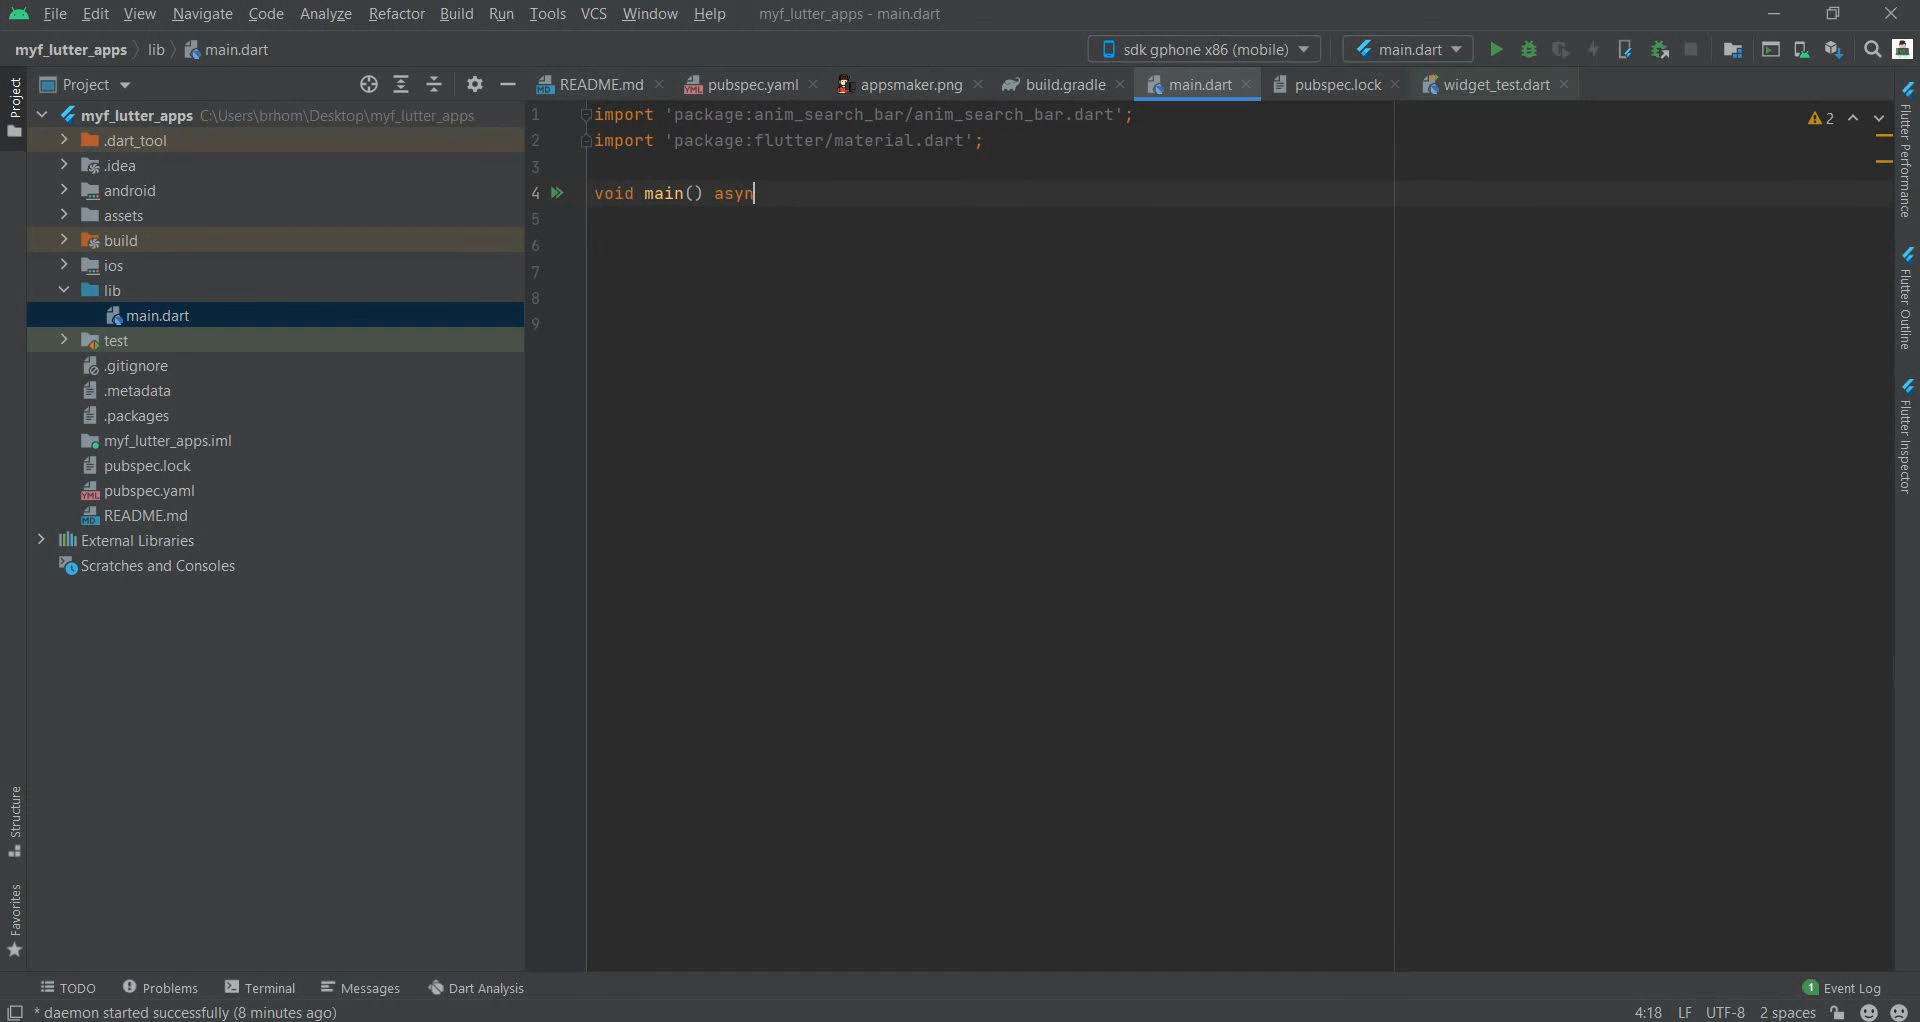 File Edit View Navigate Code Analyze Refactor Build Run Tools VCS Window Help myf_lutter_apps - main.dart
myf_lutter_apps lib main.dart sdk gphone x86 (mobile) main.dart
Project README.md pubspec.yaml appsmaker.png build.gradle main.dart pubspec.lock widget_test.dart
Project
myf_lutter_apps C:\Users\brhom\Desktop\myf_lutter_apps
.dart_tool
.idea
android
assets
build
ios
lib
main.dart
test
.gitignore
.metadata
.packages
myf_lutter_apps.iml
pubspec.lock
pubspec.yaml
README.md
External Libraries
Scratches and Consoles
Structure
Favorites
1 import 'package:anim_search_bar/anim_search_bar.dart';
2 import 'package:flutter/material.dart';
3
4 void main() asyn
5
6
7
8
9
2
Flutter Performance
Flutter Outline
Flutter Inspector
TODO Problems Terminal Messages Dart Analysis 1 Event Log
* daemon started successfully (8 minutes ago) 4:18 LF UTF-8 2 spaces